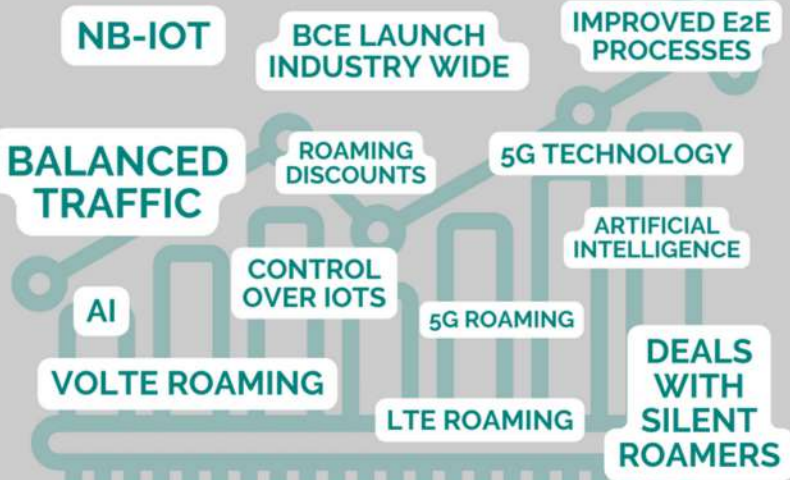 NB-IOT
BCE LAUNCH
INDUSTRY WIDE
IMPROVED E2E
PROCESSES
BALANCED
TRAFFIC
ROAMING
DISCOUNTS
5G TECHNOLOGY
ARTIFICIAL
INTELLIGENCE
CONTROL
OVER IOTS
AI
5G ROAMING
VOLTE ROAMING
LTE ROAMING
DEALS
WITH
SILENT
ROAMERS